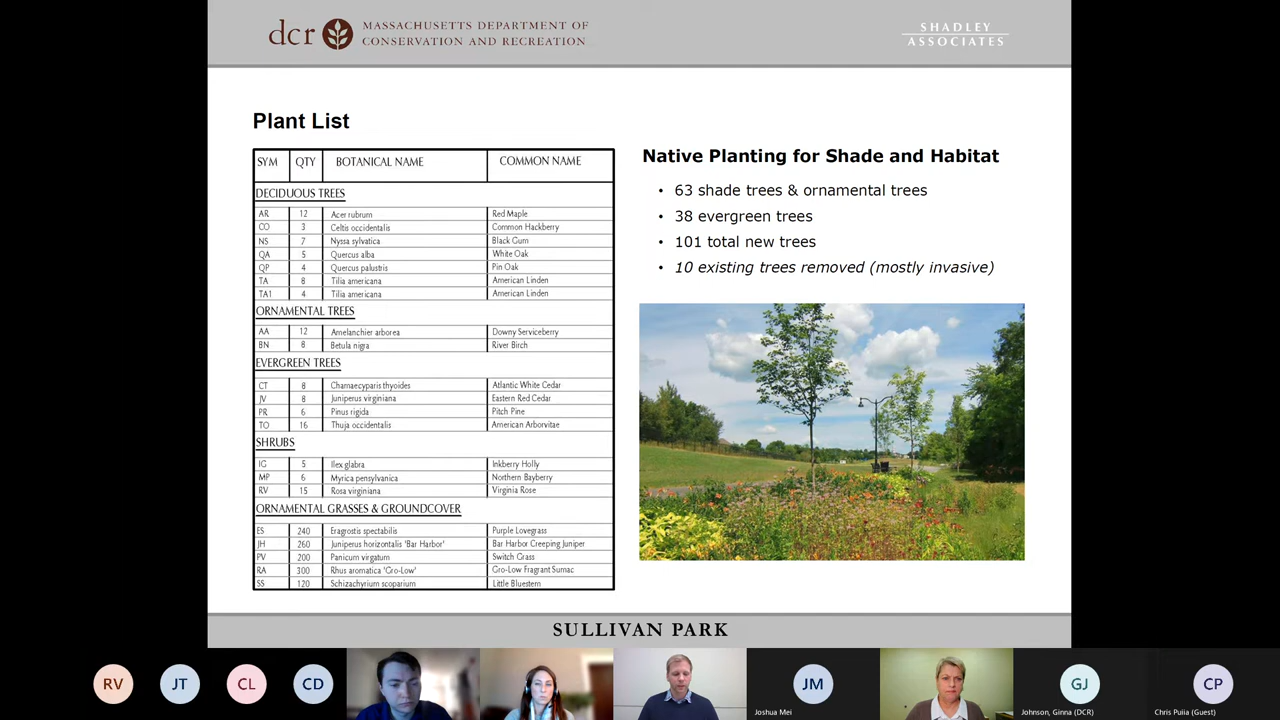 dcr MASSACHUSETTS DEPARTMENT OF
CONSERVATION AND RECREATION
SHADLEY
ASSOCIATES
Plant List
SYM QTY BOTANICAL NAME COMMON NAME
DECIDUOUS TREES
AR 12 Acer rubrum Red Maple
CO 3 Celtis occidentalis Common Hackberry
NS 7 Nyssa sylvatica Black Gum
QA 5 Quercus alba White Oak
QP 4 Quercus palustris Pin Oak
TA 8 Tilia americana American Linden
TA1 4 Tilia americana American Linden
ORNAMENTAL TREES
AA 12 Amelanchier arborea Downy Serviceberry
BN 8 Betula nigra River Birch
EVERGREEN TREES
CT 8 Chamaecyparis thyoides Atlantic White Cedar
JV 8 Juniperus virginiana Eastern Red Cedar
PR 6 Pinus rigida Pitch Pine
TO 16 Thuja occidentalis American Arborvitae
SHRUBS
IG 5 Ilex glabra Inkberry Holly
MP 6 Myrica pensylvanica Northern Bayberry
RV 15 Rosa virginiana Virginia Rose
ORNAMENTAL GRASSES & GROUNDCOVER
ES 240 Eragrostis spectabilis Purple Lovegrass
JH 260 Juniperus horizontalis 'Bar Harbor' Bar Harbor Creeping Juniper
PV 200 Panicum virgatum Switch Grass
RA 300 Rhus aromatica 'Gro-Low' Gro-Low Fragrant Sumac
SS 120 Schizachyrium scoparium Little Bluestem
Native Planting for Shade and Habitat
• 63 shade trees & ornamental trees
• 38 evergreen trees
• 101 total new trees
• 10 existing trees removed (mostly invasive)
SULLIVAN PARK
RV JT CL CD JM GJ CP
Joshua Mei Johnson, Ginna (DCR) Chris Puiia (Guest)